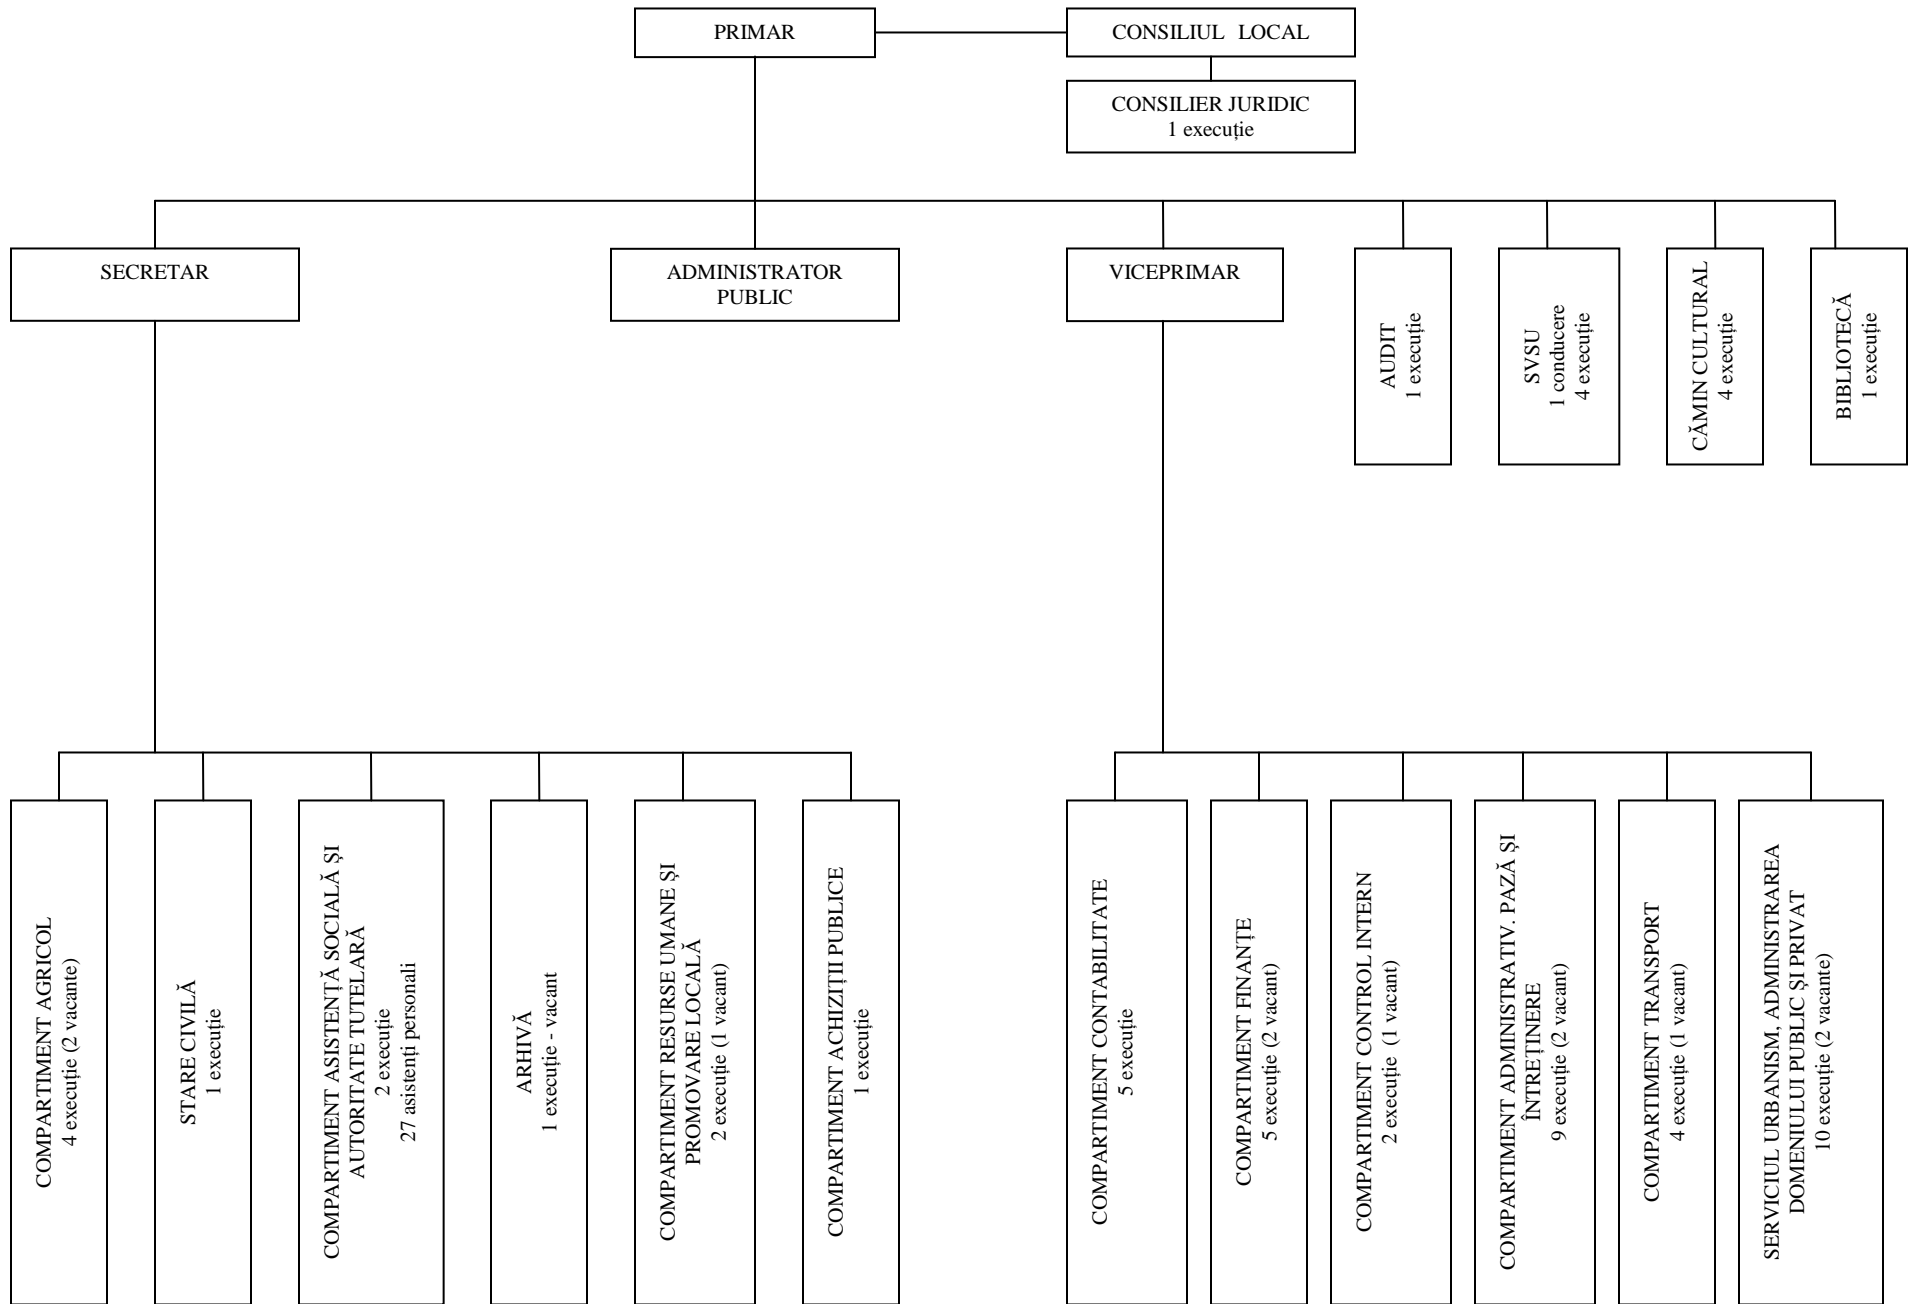 PRIMAR
CONSILIUL LOCAL
CONSILIER JURIDIC
1 execuție
SECRETAR
ADMINISTRATOR
PUBLIC
VICEPRIMAR
AUDIT
1 execuție
SVSU
1 conducere
4 execuție
CĂMIN CULTURAL
4 execuție
BIBLIOTECĂ
1 execuție
COMPARTIMENT AGRICOL
4 execuție (2 vacante)
STARE CIVILĂ
1 execuție
COMPARTIMENT ASISTENȚĂ SOCIALĂ ȘI
AUTORITATE TUTELARĂ
2 execuție
27 asistenți personali
ARHIVĂ
1 execuție - vacant
COMPARTIMENT RESURSE UMANE ȘI
PROMOVARE LOCALĂ
2 execuție (1 vacant)
COMPARTIMENT ACHIZIȚII PUBLICE
1 execuție
COMPARTIMENT CONTABILITATE
5 execuție
COMPARTIMENT FINANȚE
5 execuție (2 vacant)
COMPARTIMENT CONTROL INTERN
2 execuție (1 vacant)
COMPARTIMENT ADMINISTRATIV. PAZĂ ȘI
ÎNTREȚINERE
9 execuție (2 vacant)
COMPARTIMENT TRANSPORT
4 execuție (1 vacant)
SERVICIUL URBANISM, ADMINISTRAREA
DOMENIULUI PUBLIC ȘI PRIVAT
10 execuție (2 vacante)